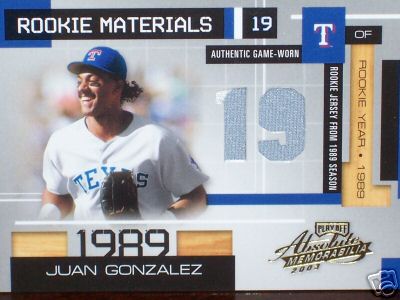 ROOKIE MATERIALS
19
T
OF
AUTHENTIC GAME-WORN
ROOKIE JERSEY FROM 1989 SEASON
ROOKIE YEAR • 1989
19
T
TEXAS
1989
JUAN GONZALEZ
PLAYOFF
Absolute
MEMORABILIA
2003